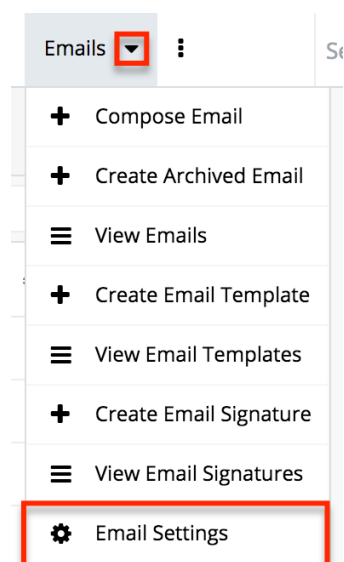 Emails
Se
Compose Email
Create Archived Email
View Emails
Create Email Template
View Email Templates
Create Email Signature
View Email Signatures
Email Settings